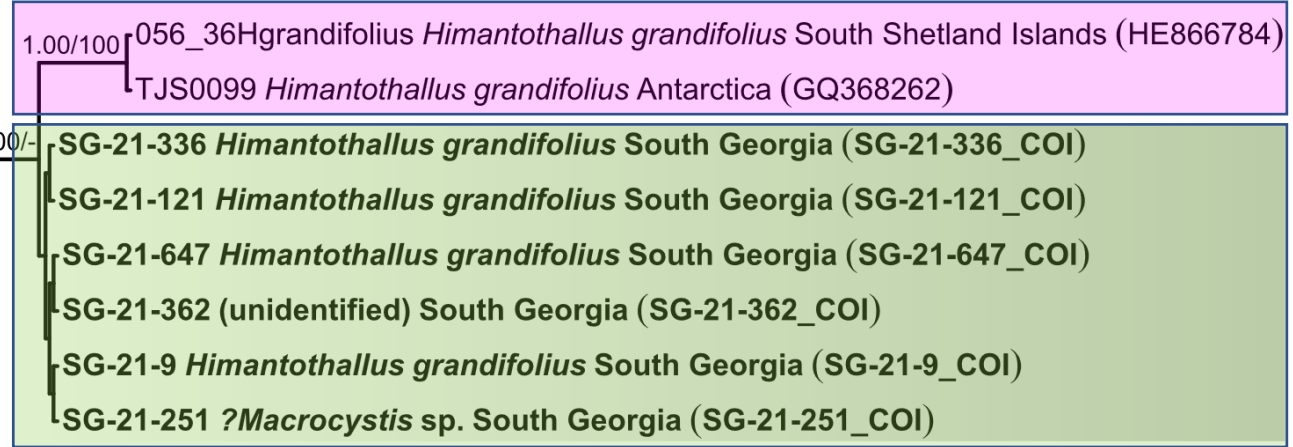 1.00/100
056_36Hgrandifolius Himantothallus grandifolius South Shetland Islands (HE866784)
TJS0099 Himantothallus grandifolius Antarctica (GQ368262)
00/-
SG-21-336 Himantothallus grandifolius South Georgia (SG-21-336_COI)
SG-21-121 Himantothallus grandifolius South Georgia (SG-21-121_COI)
SG-21-647 Himantothallus grandifolius South Georgia (SG-21-647_COI)
SG-21-362 (unidentified) South Georgia (SG-21-362_COI)
SG-21-9 Himantothallus grandifolius South Georgia (SG-21-9_COI)
SG-21-251 ?Macrocystis sp. South Georgia (SG-21-251_COI)